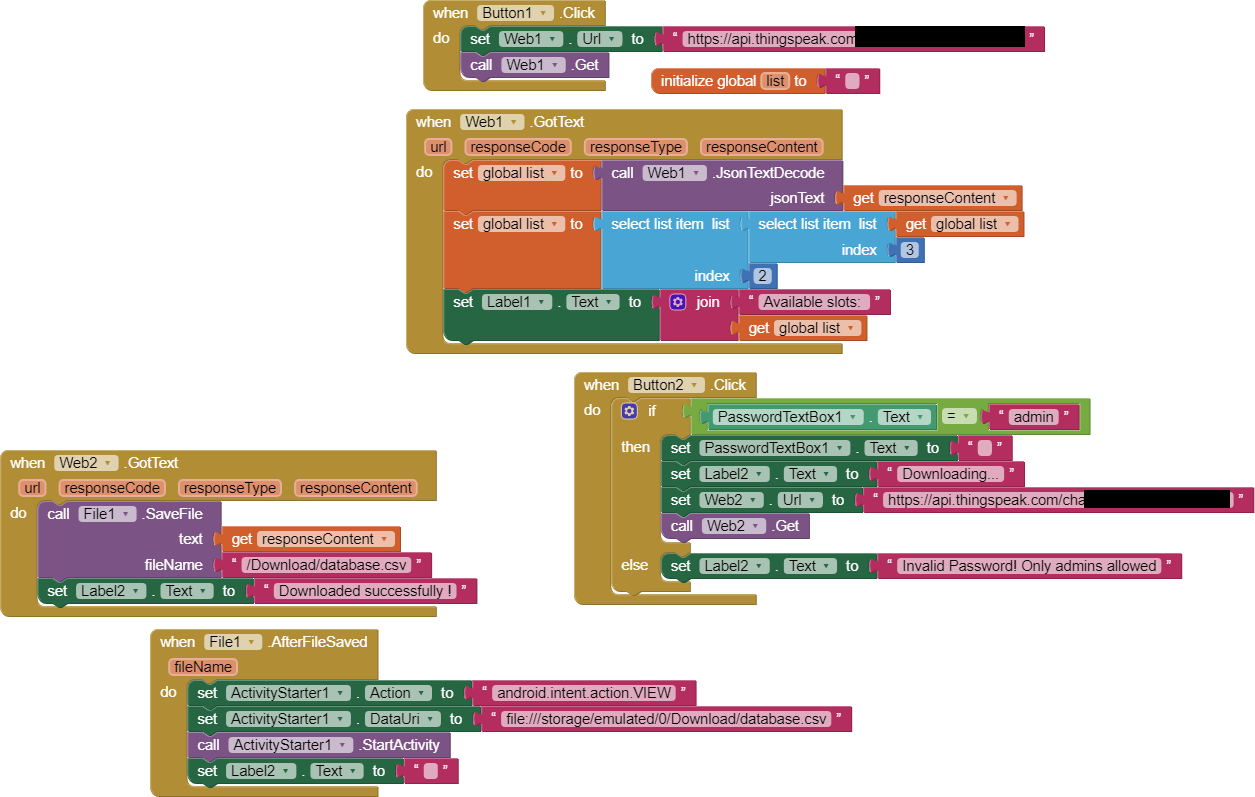 when Button1 .Click
do set Web1 . Url to " https://api.thingspeak.com "
call Web1 .Get
initialize global list to " "
when Web1 .GotText
url responseCode responseType responseContent
do set global list to call Web1 .JsonTextDecode
jsonText get responseContent
set global list to select list item list select list item list get global list
index 3
index 2
set Label1 . Text to join " Available slots: "
get global list
when Button2 .Click
do if PasswordTextBox1 . Text = " admin "
then set PasswordTextBox1 . Text to " "
set Label2 . Text to " Downloading... "
set Web2 . Url to " https://api.thingspeak.com/cha "
call Web2 .Get
else set Label2 . Text to " Invalid Password! Only admins allowed "
when Web2 .GotText
url responseCode responseType responseContent
do call File1 .SaveFile
text get responseContent
fileName " /Download/database.csv "
set Label2 . Text to " Downloaded successfully ! "
when File1 .AfterFileSaved
fileName
do set ActivityStarter1 . Action to " android.intent.action.VIEW "
set ActivityStarter1 . DataUri to " file:///storage/emulated/0/Download/database.csv "
call ActivityStarter1 .StartActivity
set Label2 . Text to " "